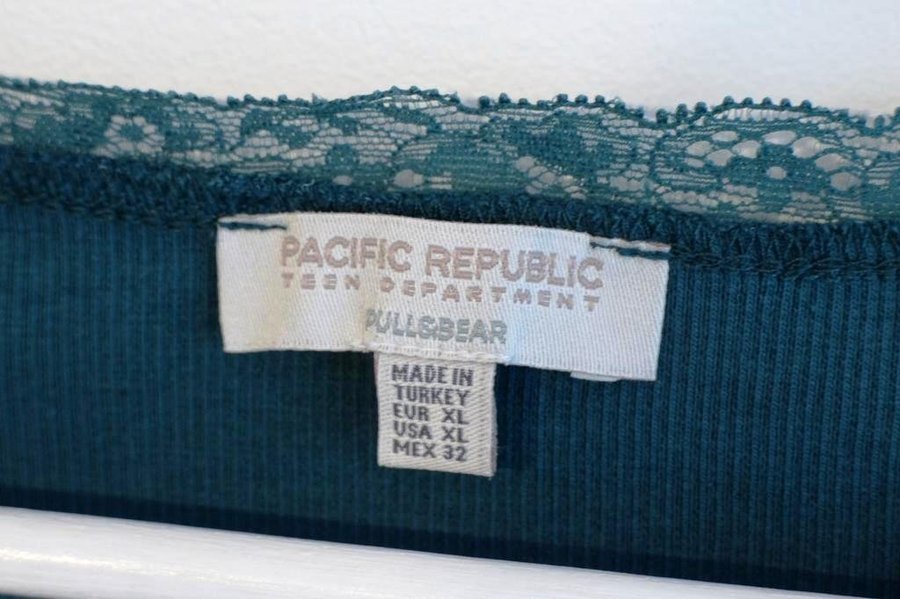 PACIFIC REPUBLIC
TEEN DEPARTMENT
PULL&BEAR
MADE IN
TURKEY
EUR XL
USA XL
MEX 32